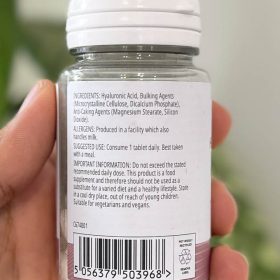 INGREDIENTS: Hyaluronic Acid, Bulking Agents
(Microcrystalline Cellulose, Dicalcium Phosphate),
Anti-Caking Agents (Magnesium Stearate, Silicon
Dioxide).
ALLERGENS: Produced in a facility which also
handles milk.
SUGGESTED USE: Consume 1 tablet daily. Best taken
with a meal.
IMPORTANT INFORMATION: Do not exceed the stated
recommended daily dose. This product is a food
supplement and therefore should not be used as a
substitute for a varied diet and a healthy lifestyle. Store
in a cool dry place, out of reach of young children.
Suitable for vegetarians and vegans.
5 056379 503968 >